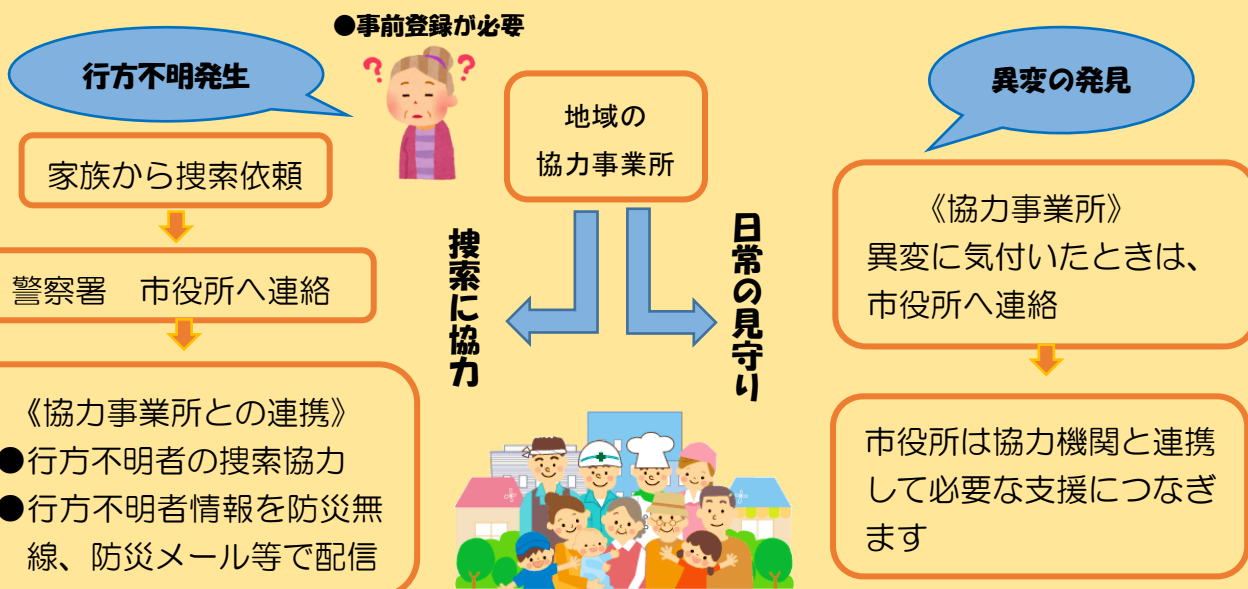 ●事前登録が必要
行方不明発生
家族から捜索依頼
警察署　市役所へ連絡
《協力事業所との連携》
●行方不明者の捜索協力
●行方不明者情報を防災無
線、防災メール等で配信
？
？
地域の
協力事業所
捜索に協力
日常の見守り
異変の発見
《協力事業所》
異変に気付いたときは、
市役所へ連絡
市役所は協力機関と連携
して必要な支援につなぎ
ます